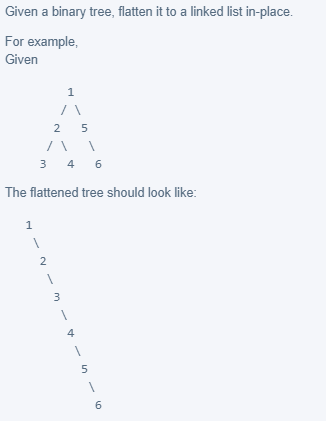 Given a binary tree, flatten it to a linked list in-place.
For example,
Given
1
/ \
2 5
/ \ \
3 4 6
The flattened tree should look like:
1
\
2
\
3
\
4
\
5
\
6